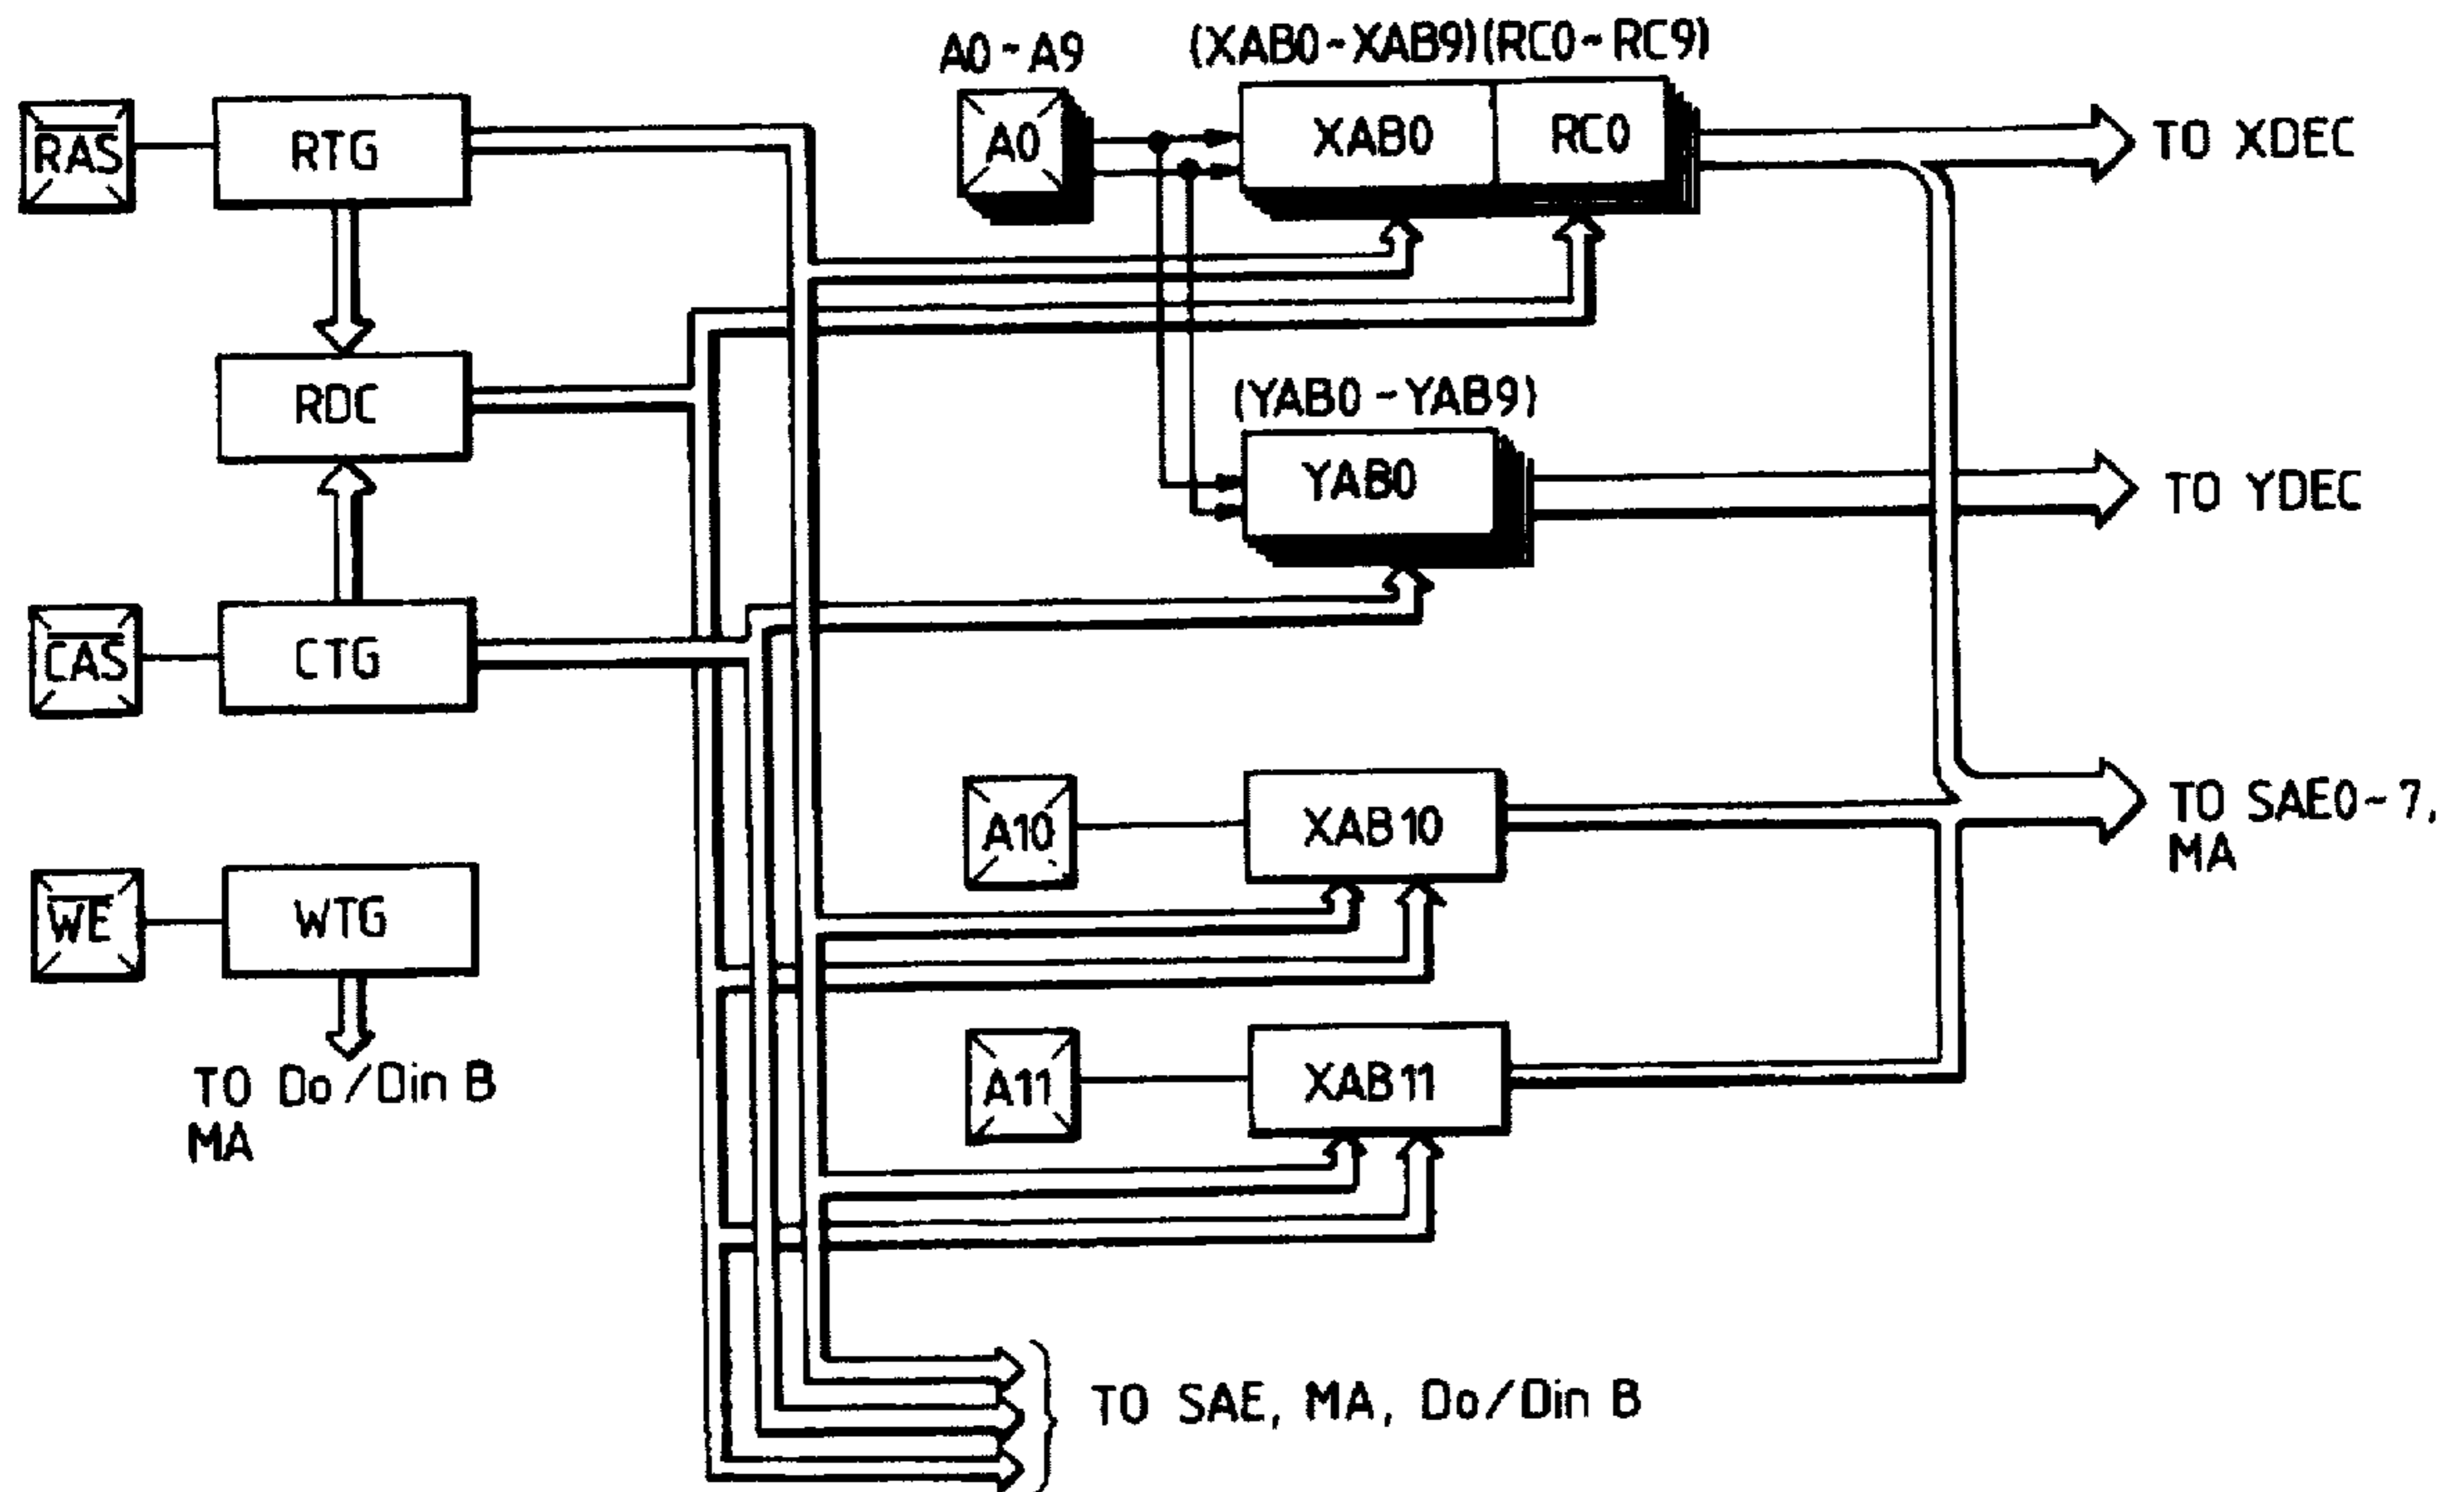 A0~A9
(XAB0~XAB9)(RC0~RC9)
RAS
RTG
A0
XAB0
RC0
TO XDEC
RDC
(YAB0~YAB9)
YAB0
TO YDEC
CAS
CTG
A10
XAB10
TO SAE0~7,
MA
WE
WTG
A11
XAB11
TO Do/Din B
MA
TO SAE, MA, Do/Din B